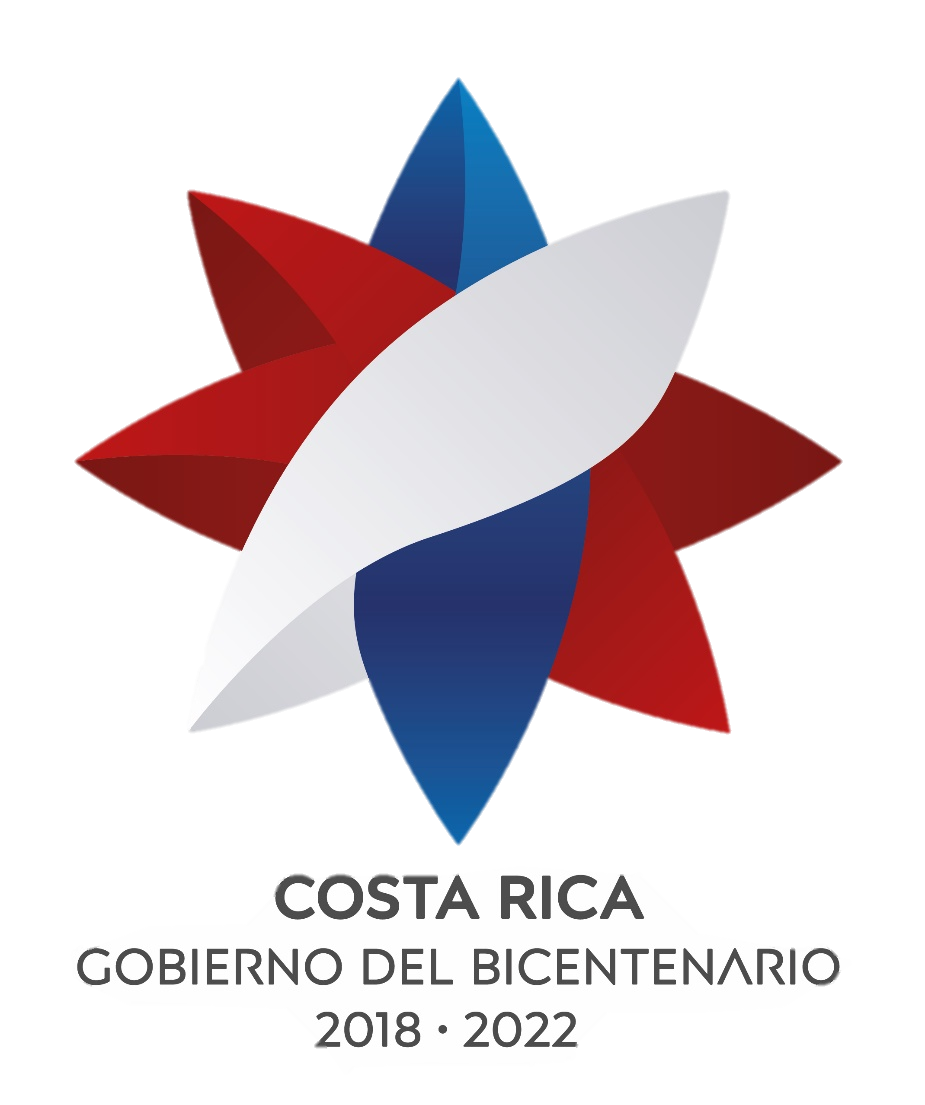 COSTA RICA
GOBIERNO DEL BICENTENARIO
2018 · 2022